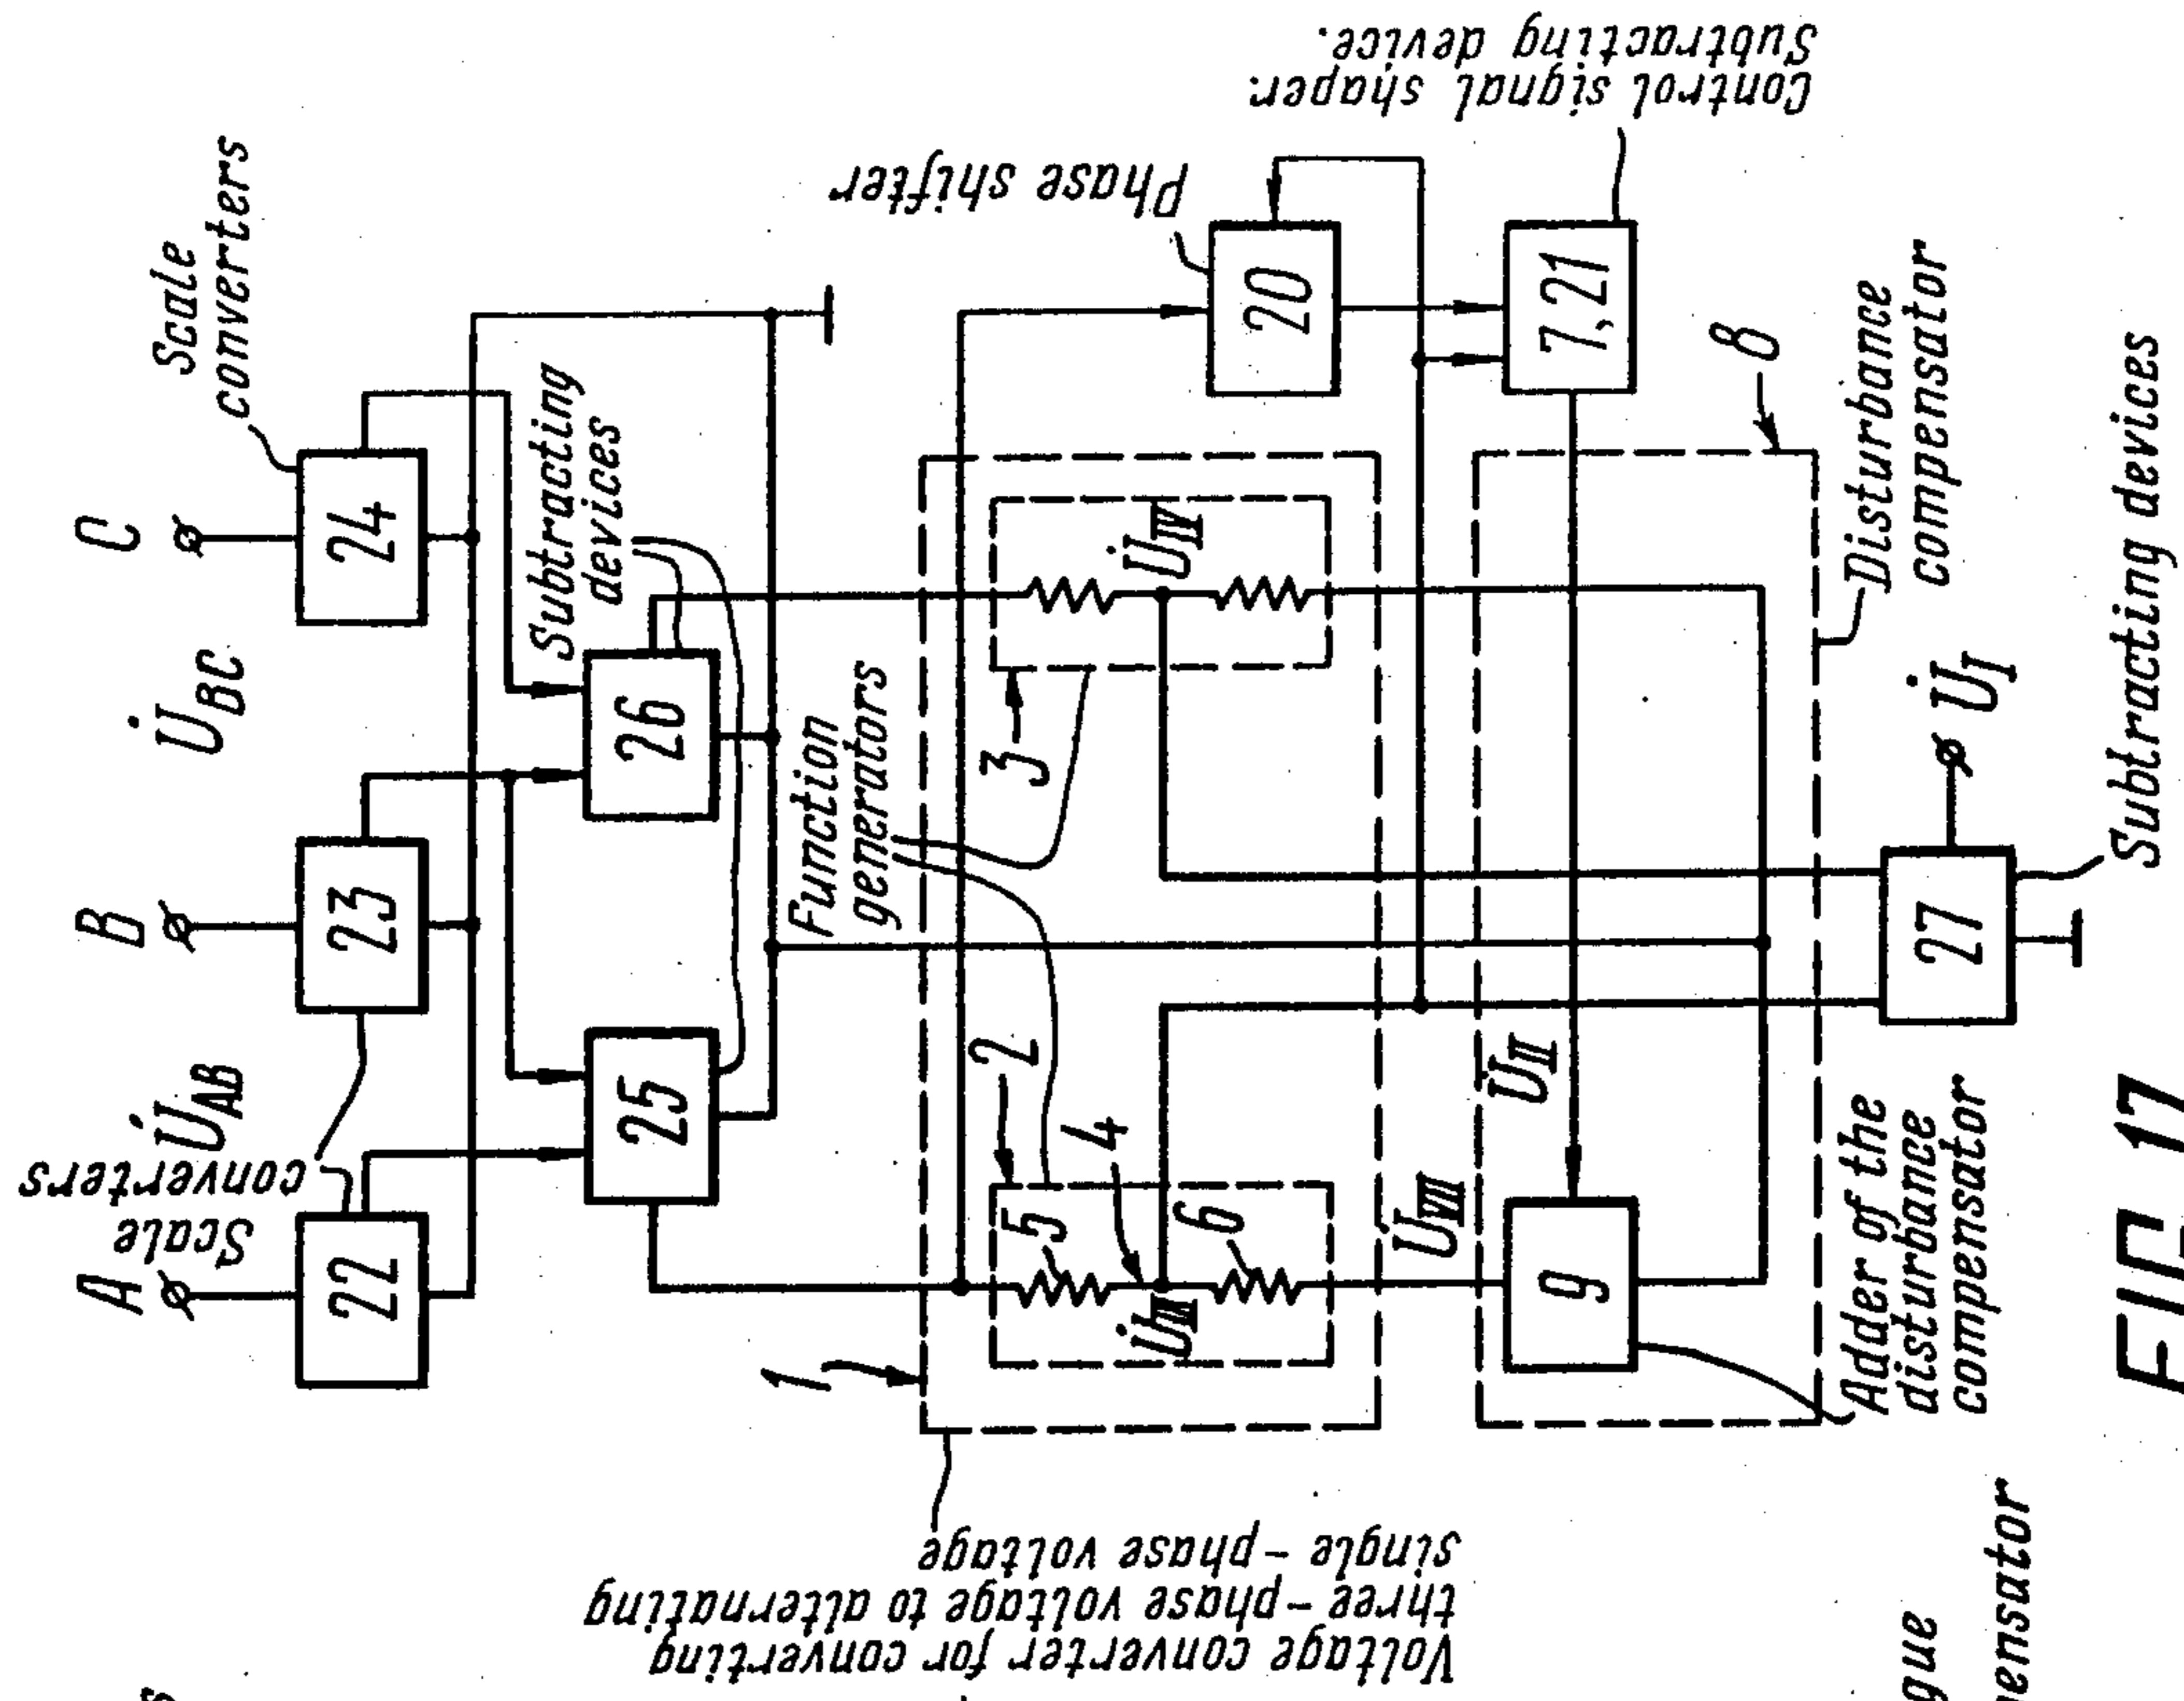 A
B
C
U̇AB
U̇BC
Scale
converters
Scale
converters
22
23
24
Subtracting
devices
25
26
Function
generators
Phase shifter
1
2
3
4
5
6
U̇IV
20
Control signal shaper.
Subtracting device.
7,21
U̇VII
U̇II
9
8
Disturbance
compensator
Adder of the
disturbance
compensator
27
U̇I
Subtracting devices
Voltage converter for converting
three-phase voltage to alternating
single-phase voltage
FIG. 17
ensator